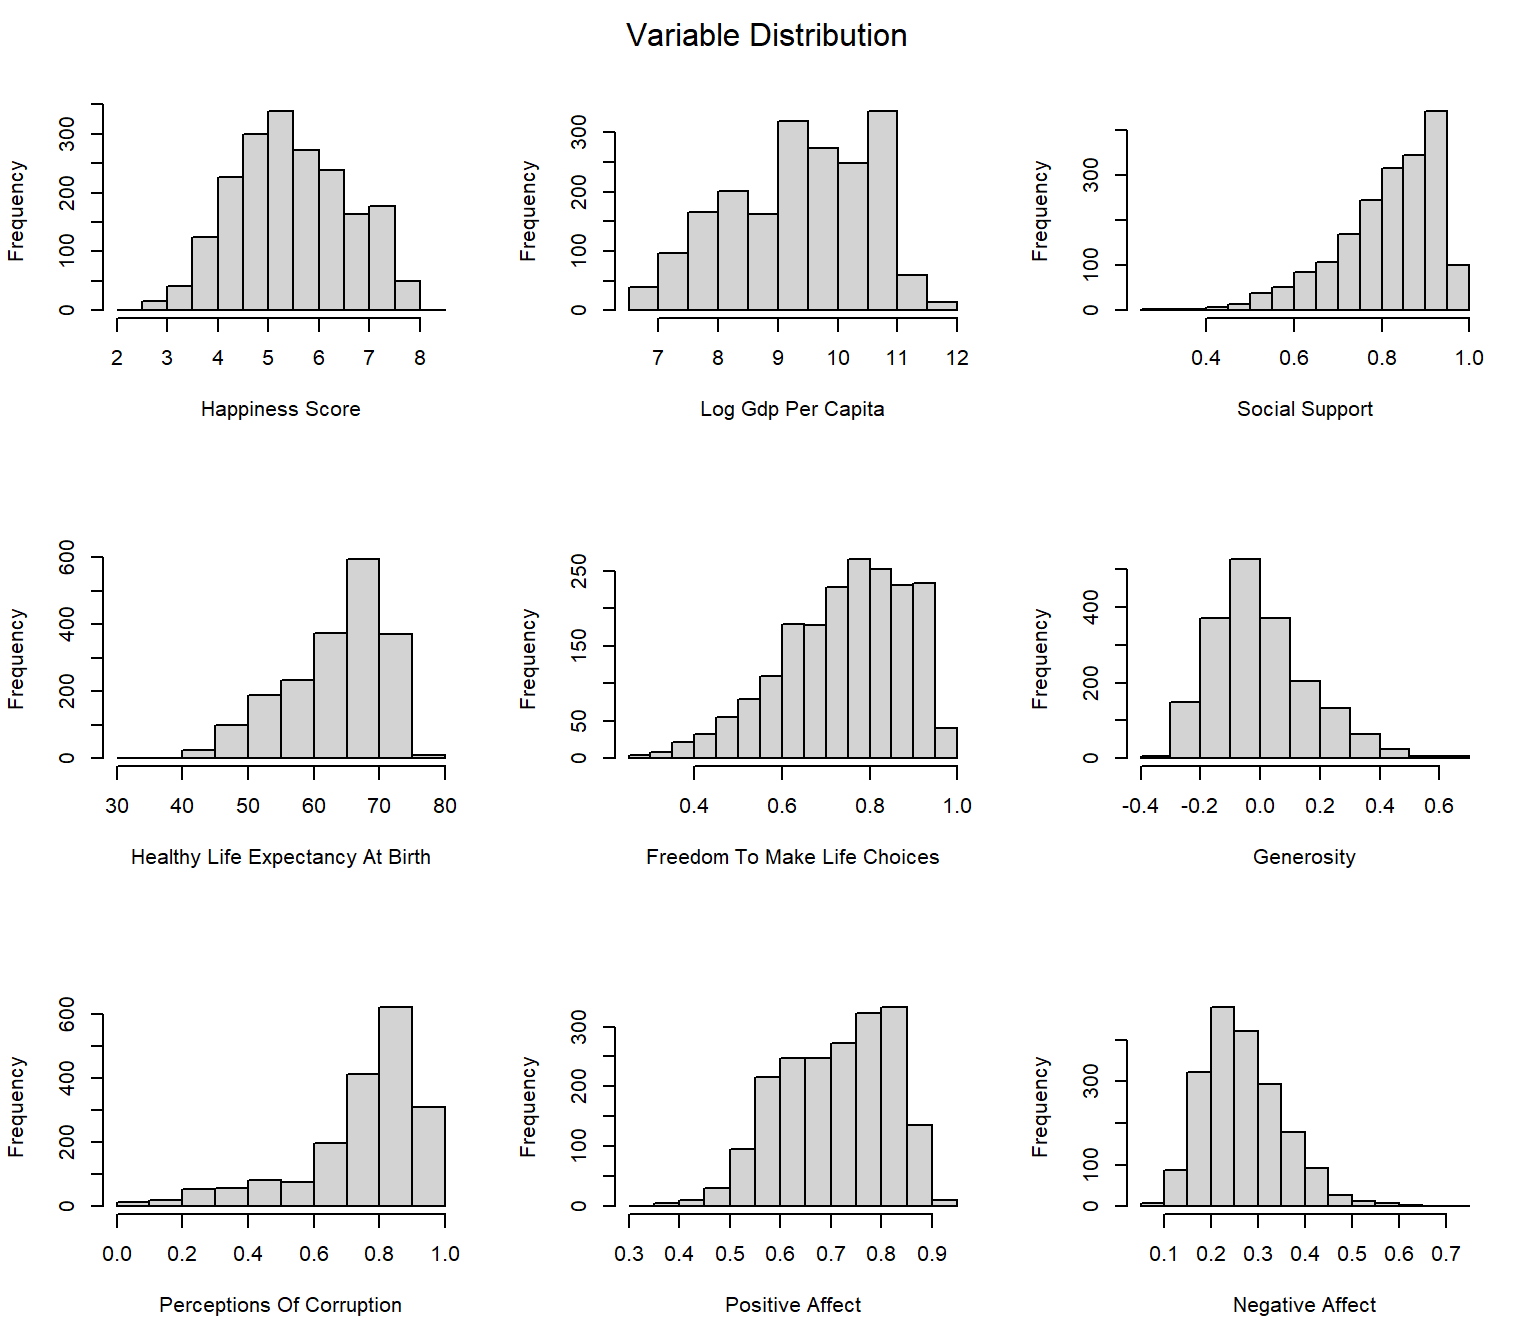 Variable Distribution
Frequency
0 100 200 300
2 3 4 5 6 7 8
Happiness Score
Frequency
0 100 200 300
7 8 9 10 11 12
Log Gdp Per Capita
Frequency
0 100 300
0.4 0.6 0.8 1.0
Social Support
Frequency
0 200 400 600
30 40 50 60 70 80
Healthy Life Expectancy At Birth
Frequency
0 50 150 250
0.4 0.6 0.8 1.0
Freedom To Make Life Choices
Frequency
0 200 400
-0.4 -0.2 0.0 0.2 0.4 0.6
Generosity
Frequency
0 200 400 600
0.0 0.2 0.4 0.6 0.8 1.0
Perceptions Of Corruption
Frequency
0 100 200 300
0.3 0.4 0.5 0.6 0.7 0.8 0.9
Positive Affect
Frequency
0 100 300
0.1 0.2 0.3 0.4 0.5 0.6 0.7
Negative Affect